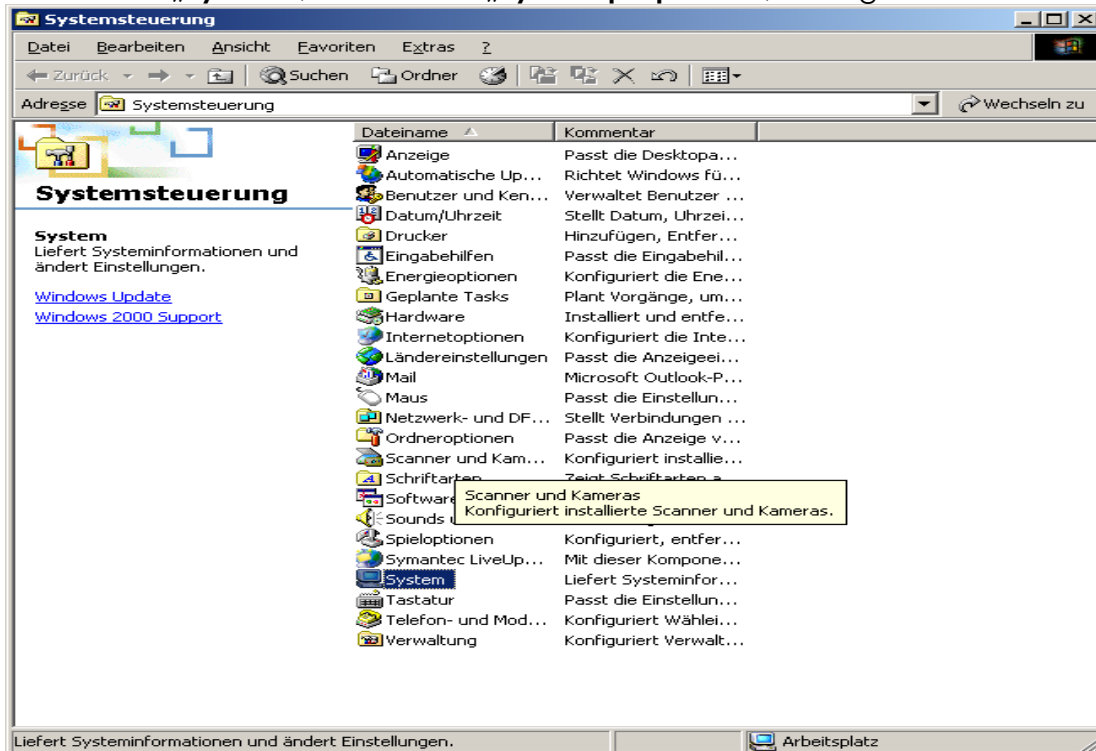 Systemsteuerung
Datei Bearbeiten Ansicht Favoriten Extras ?
Zurück Suchen Ordner
Adresse Systemsteuerung Wechseln zu
Systemsteuerung
System
Liefert Systeminformationen und
ändert Einstellungen.
Windows Update
Windows 2000 Support
Dateiname Kommentar
Anzeige Passt die Desktopa...
Automatische Up... Richtet Windows fü...
Benutzer und Ken... Verwaltet Benutzer ...
Datum/Uhrzeit Stellt Datum, Uhrzei...
Drucker Hinzufügen, Entfer...
Eingabehilfen Passt die Eingabehil...
Energieoptionen Konfiguriert die Ene...
Geplante Tasks Plant Vorgänge, um...
Hardware Installiert und entfe...
Internetoptionen Konfiguriert die Inte...
Ländereinstellungen Passt die Anzeigeei...
Mail Microsoft Outlook-P...
Maus Passt die Einstellun...
Netzwerk- und DF... Stellt Verbindungen ...
Ordneroptionen Passt die Anzeige v...
Scanner und Kam... Konfiguriert installie...
Schriftarten Zeigt Schriftarten a...
Software
Scanner und Kameras
Konfiguriert installierte Scanner und Kameras.
Sounds
Spieloptionen Konfiguriert, entfer...
Symantec LiveUp... Mit dieser Kompone...
System Liefert Systeminfor...
Tastatur Passt die Einstellun...
Telefon- und Mod... Konfiguriert Wählei...
Verwaltung Konfiguriert Verwalt...
Liefert Systeminformationen und ändert Einstellungen. Arbeitsplatz